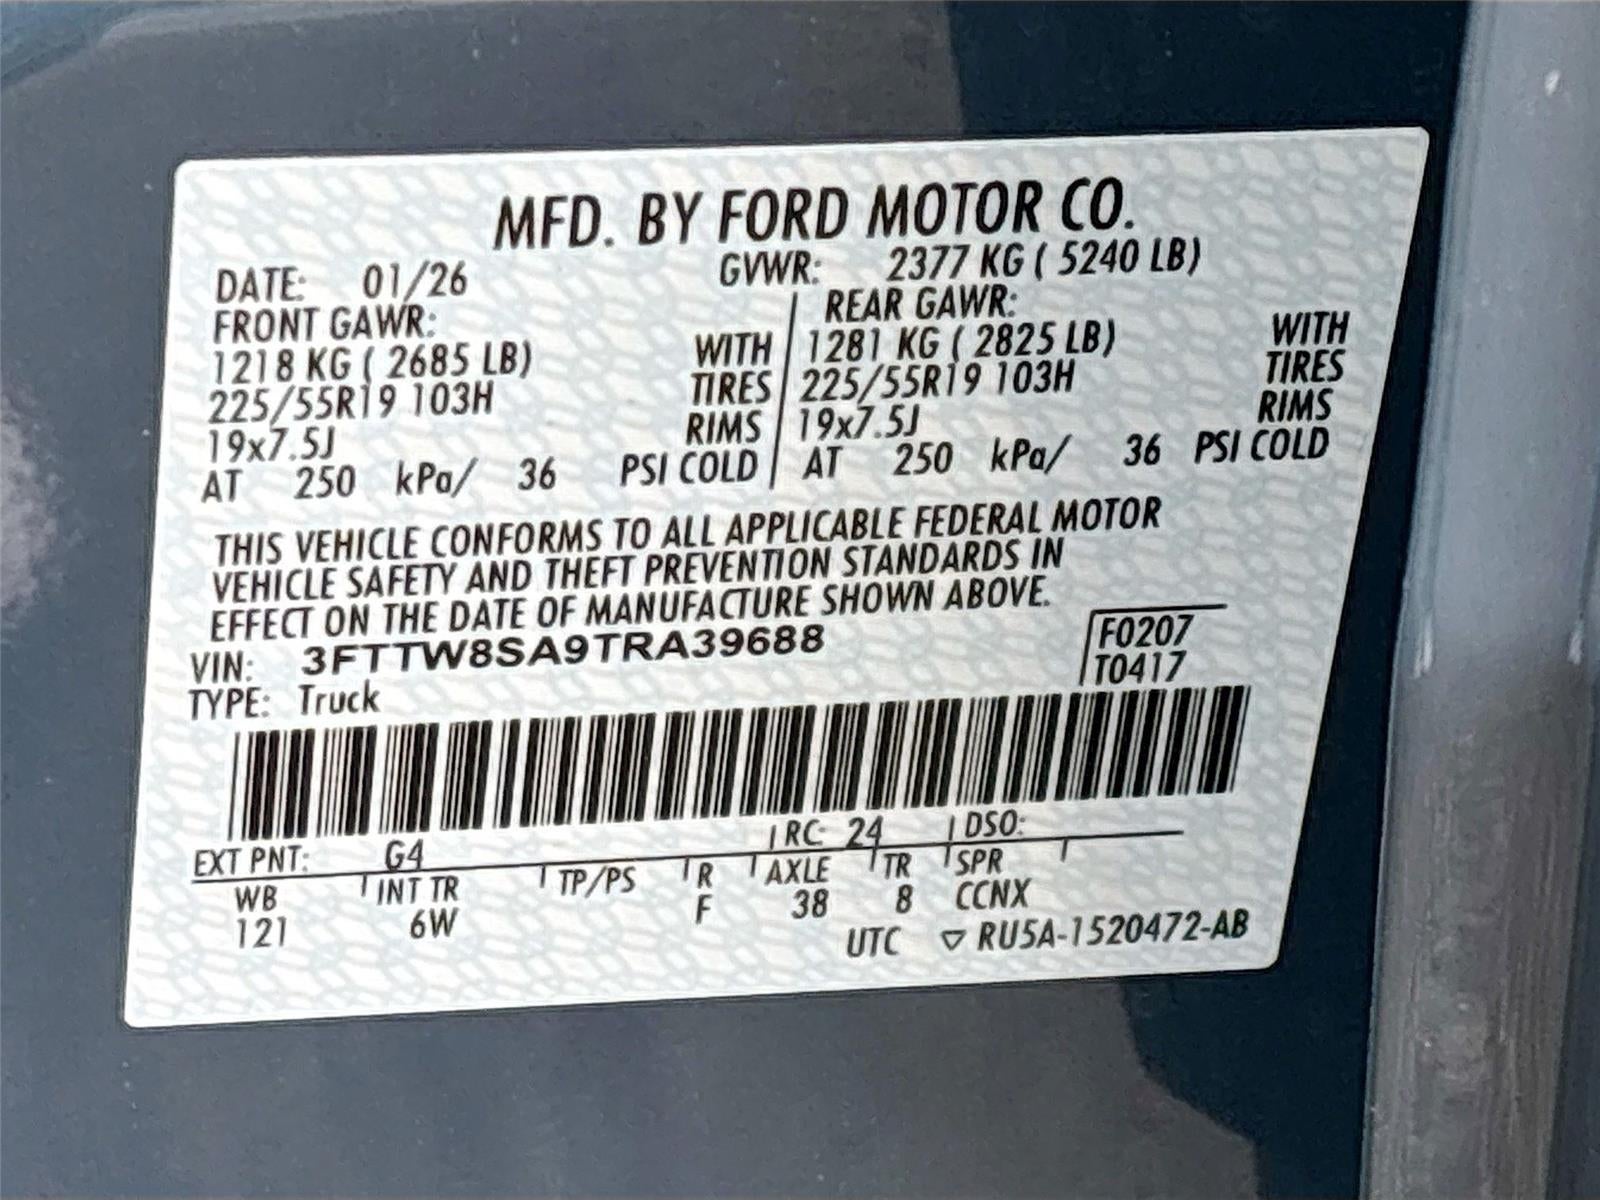 MFD. BY FORD MOTOR CO.
DATE: 01/26 GVWR: 2377 KG ( 5240 LB)
FRONT GAWR: REAR GAWR:
1218 KG ( 2685 LB) WITH 1281 KG ( 2825 LB) WITH
225/55R19 103H TIRES 225/55R19 103H TIRES
19x7.5J RIMS 19x7.5J RIMS
AT 250 kPa/ 36 PSI COLD AT 250 kPa/ 36 PSI COLD
THIS VEHICLE CONFORMS TO ALL APPLICABLE FEDERAL MOTOR
VEHICLE SAFETY AND THEFT PREVENTION STANDARDS IN
EFFECT ON THE DATE OF MANUFACTURE SHOWN ABOVE.
VIN: 3FTTW8SA9TRA39688 F0207
TYPE: Truck T0417
EXT PNT: G4 RC: 24 DSO:
WB INT TR TP/PS R AXLE TR SPR
121 6W F 38 8 CCNX
UTC ▽ RU5A-1520472-AB